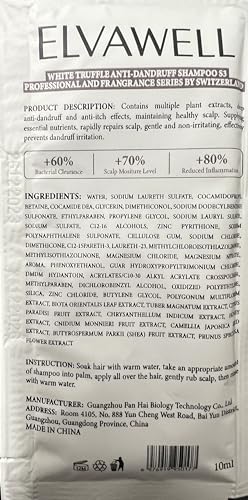 ELVAWELL
WHITE TRUFFLE ANTI-DANDRUFF SHAMPOO S3
PROFESSIONAL AND FRANGRANCE SERIES BY SWITZERLAND
PRODUCT DESCRIPTION: Contains multiple plant extracts,
anti-dandruff and anti-itch effects, maintaining healthy scalp. Supplying
essential nutrients, rapidly repairs scalp, gentle and non-irritating,
prevents dandruff irritation.
+60% +70% +80%
Bacterial Clearance Scalp Moisture Level Reduced Inflammation
INGREDIENTS: WATER, SODIUM LAURETH SULFATE, COCAMIDOPROPYL
BETAINE, COCAMIDE DEA, GLYCERIN, DIMETHICONOL, SODIUM DODECYLBENZENE
SULFONATE, ETHYLPARABEN, PROPYLENE GLYCOL, SODIUM LAURYL
SODIUM SULFATE, C12-16 ALCOHOLS, ZINC PYRITHIONE, SODIUM
POLYNAPHTHALENE SULFONATE, CELLULOSE GUM, SODIUM CHLORIDE,
DIMETHICONE, C12-15PARETH-3, LAURETH-23, METHYLCHLOROISOTHIAZOLINONE,
METHYLISOTHIAZOLINONE, MAGNESIUM CHLORIDE, MAGNESIUM NITRATE,
AROMA, PHENOXYETHANOL, GUAR HYDROXYPROPYLTRIMONIUM CHLORIDE,
DMDM HYDANTOIN, ACRYLATES/C10-30 ALKYL ACRYLATE CROSSPOLYMER,
METHYLPARABEN, DICHLOROBENZYL ALCOHOL, OXIDIZED POLYETHYLENE,
SILICA, ZINC CHLORIDE, BUTYLENE GLYCOL, POLYGONUM MULTIFLORUM
EXTRACT, BIOTA ORIENTALIS LEAF EXTRACT, TUBER MAGNATUM EXTRACT, CITRUS
PARADISI FRUIT EXTRACT, CHRYSANTHELLUM INDICUM EXTRACT,
EXTRACT, CNIDIUM MONNIERI FRUIT EXTRACT, CAMELLIA JAPONICA
EXTRACT, BUTYROSPERMUM PARKII (SHEA) FRUIT EXTRACT, PRUNUS
FLOWER EXTRACT
INSTRUCTION: Soak hair with warm water, take an appropriate amount
of shampoo into palm, apply all over the hair, gently rub scalp, then
with warm water.
MANUFACTURER: Guangzhou Pan Hai Biology Technology Co., Ltd
ADDRESS: Room 4105, No. 888 Yun Cheng West Road, Bai Yun District,
Guangzhou, Guangdong Province, China
MADE IN CHINA
10ml